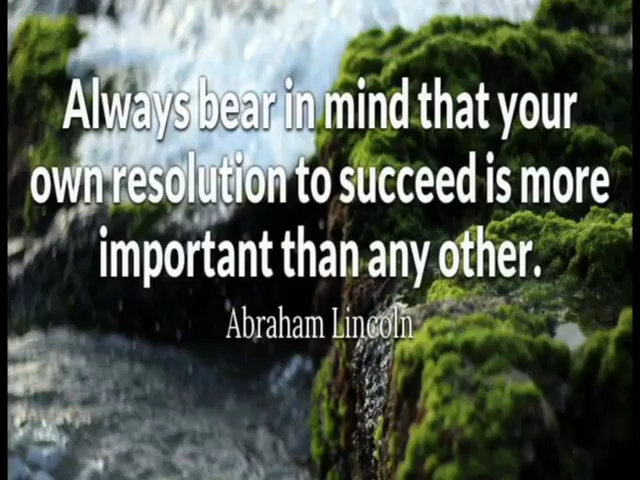 Always bear in mind that your
own resolution to succeed is more
important than any other.
Abraham Lincoln